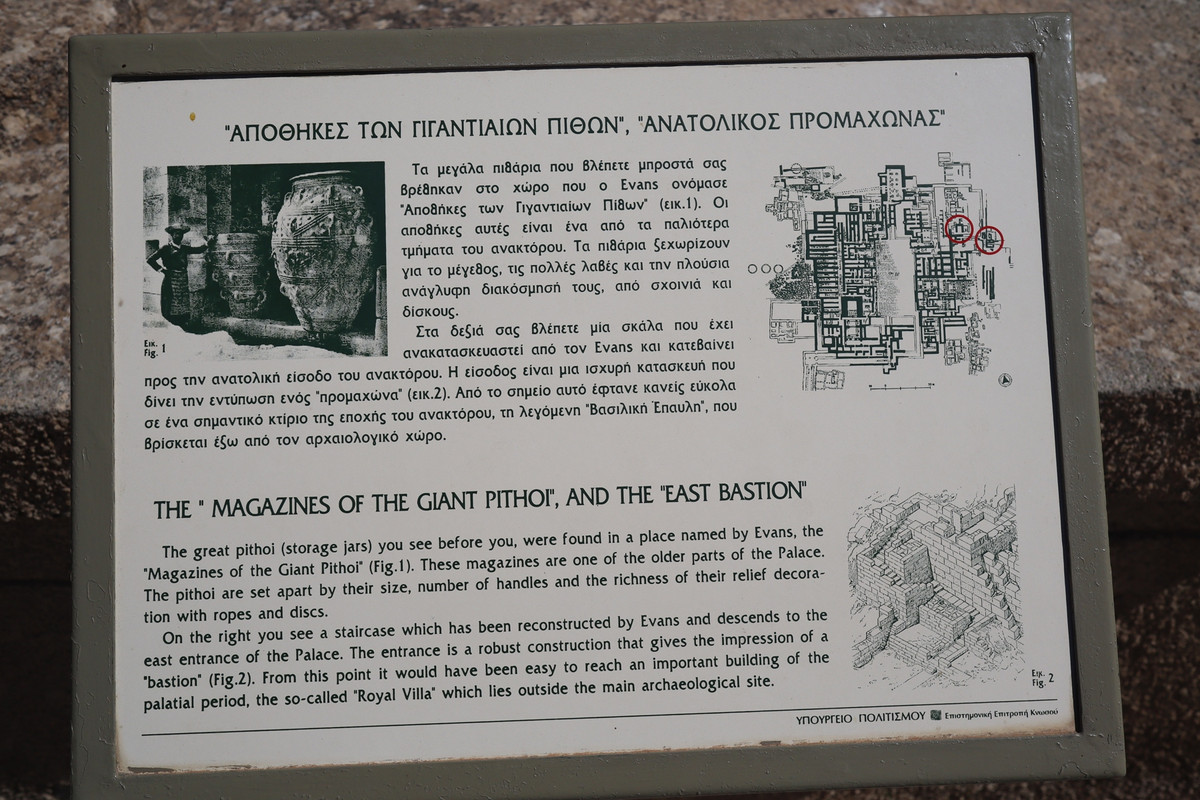 "ΑΠΟΘΗΚΕΣ ΤΩΝ ΓΙΓΑΝΤΙΑΙΩΝ ΠΙΘΩΝ", "ΑΝΑΤΟΛΙΚΟΣ ΠΡΟΜΑΧΩΝΑΣ"
Τα μεγάλα πιθάρια που βλέπετε μπροστά σας
βρέθηκαν στο χώρο που ο Evans ονόμασε
"Αποθήκες των Γιγαντιαίων Πίθων" (εικ.1). Οι
αποθήκες αυτές είναι ένα από τα παλιότερα
τμήματα του ανακτόρου. Τα πιθάρια ξεχωρίζουν
για το μέγεθος, τις πολλές λαβές και την πλούσια
ανάγλυφη διακόσμησή τους, από σχοινιά και
δίσκους.
Στα δεξιά σας βλέπετε μία σκάλα που έχει
ανακατασκευαστεί από τον Evans και κατεβαίνει
προς την ανατολική είσοδο του ανακτόρου. Η είσοδος είναι μια ισχυρή κατασκευή που
δίνει την εντύπωση ενός "προμαχώνα" (εικ.2). Από το σημείο αυτό έφτανε κανείς εύκολα
σε ένα σημαντικό κτίριο της εποχής του ανακτόρου, τη λεγόμενη "Βασιλική Έπαυλη", που
βρίσκεται έξω από τον αρχαιολογικό χώρο.
Εικ.
Fig. 1
THE " MAGAZINES OF THE GIANT PITHOI", AND THE "EAST BASTION"
The great pithoi (storage jars) you see before you, were found in a place named by Evans, the
"Magazines of the Giant Pithoi" (Fig.1). These magazines are one of the older parts of the Palace.
The pithoi are set apart by their size, number of handles and the richness of their relief decora-
tion with ropes and discs.
On the right you see a staircase which has been reconstructed by Evans and descends to the
east entrance of the Palace. The entrance is a robust construction that gives the impression of a
"bastion" (Fig.2). From this point it would have been easy to reach an important building of the
palatial period, the so-called "Royal Villa" which lies outside the main archaeological site.
Εικ.
Fig. 2
ΥΠΟΥΡΓΕΙΟ ΠΟΛΙΤΙΣΜΟΥ Επιστημονική Επιτροπή Κνωσού